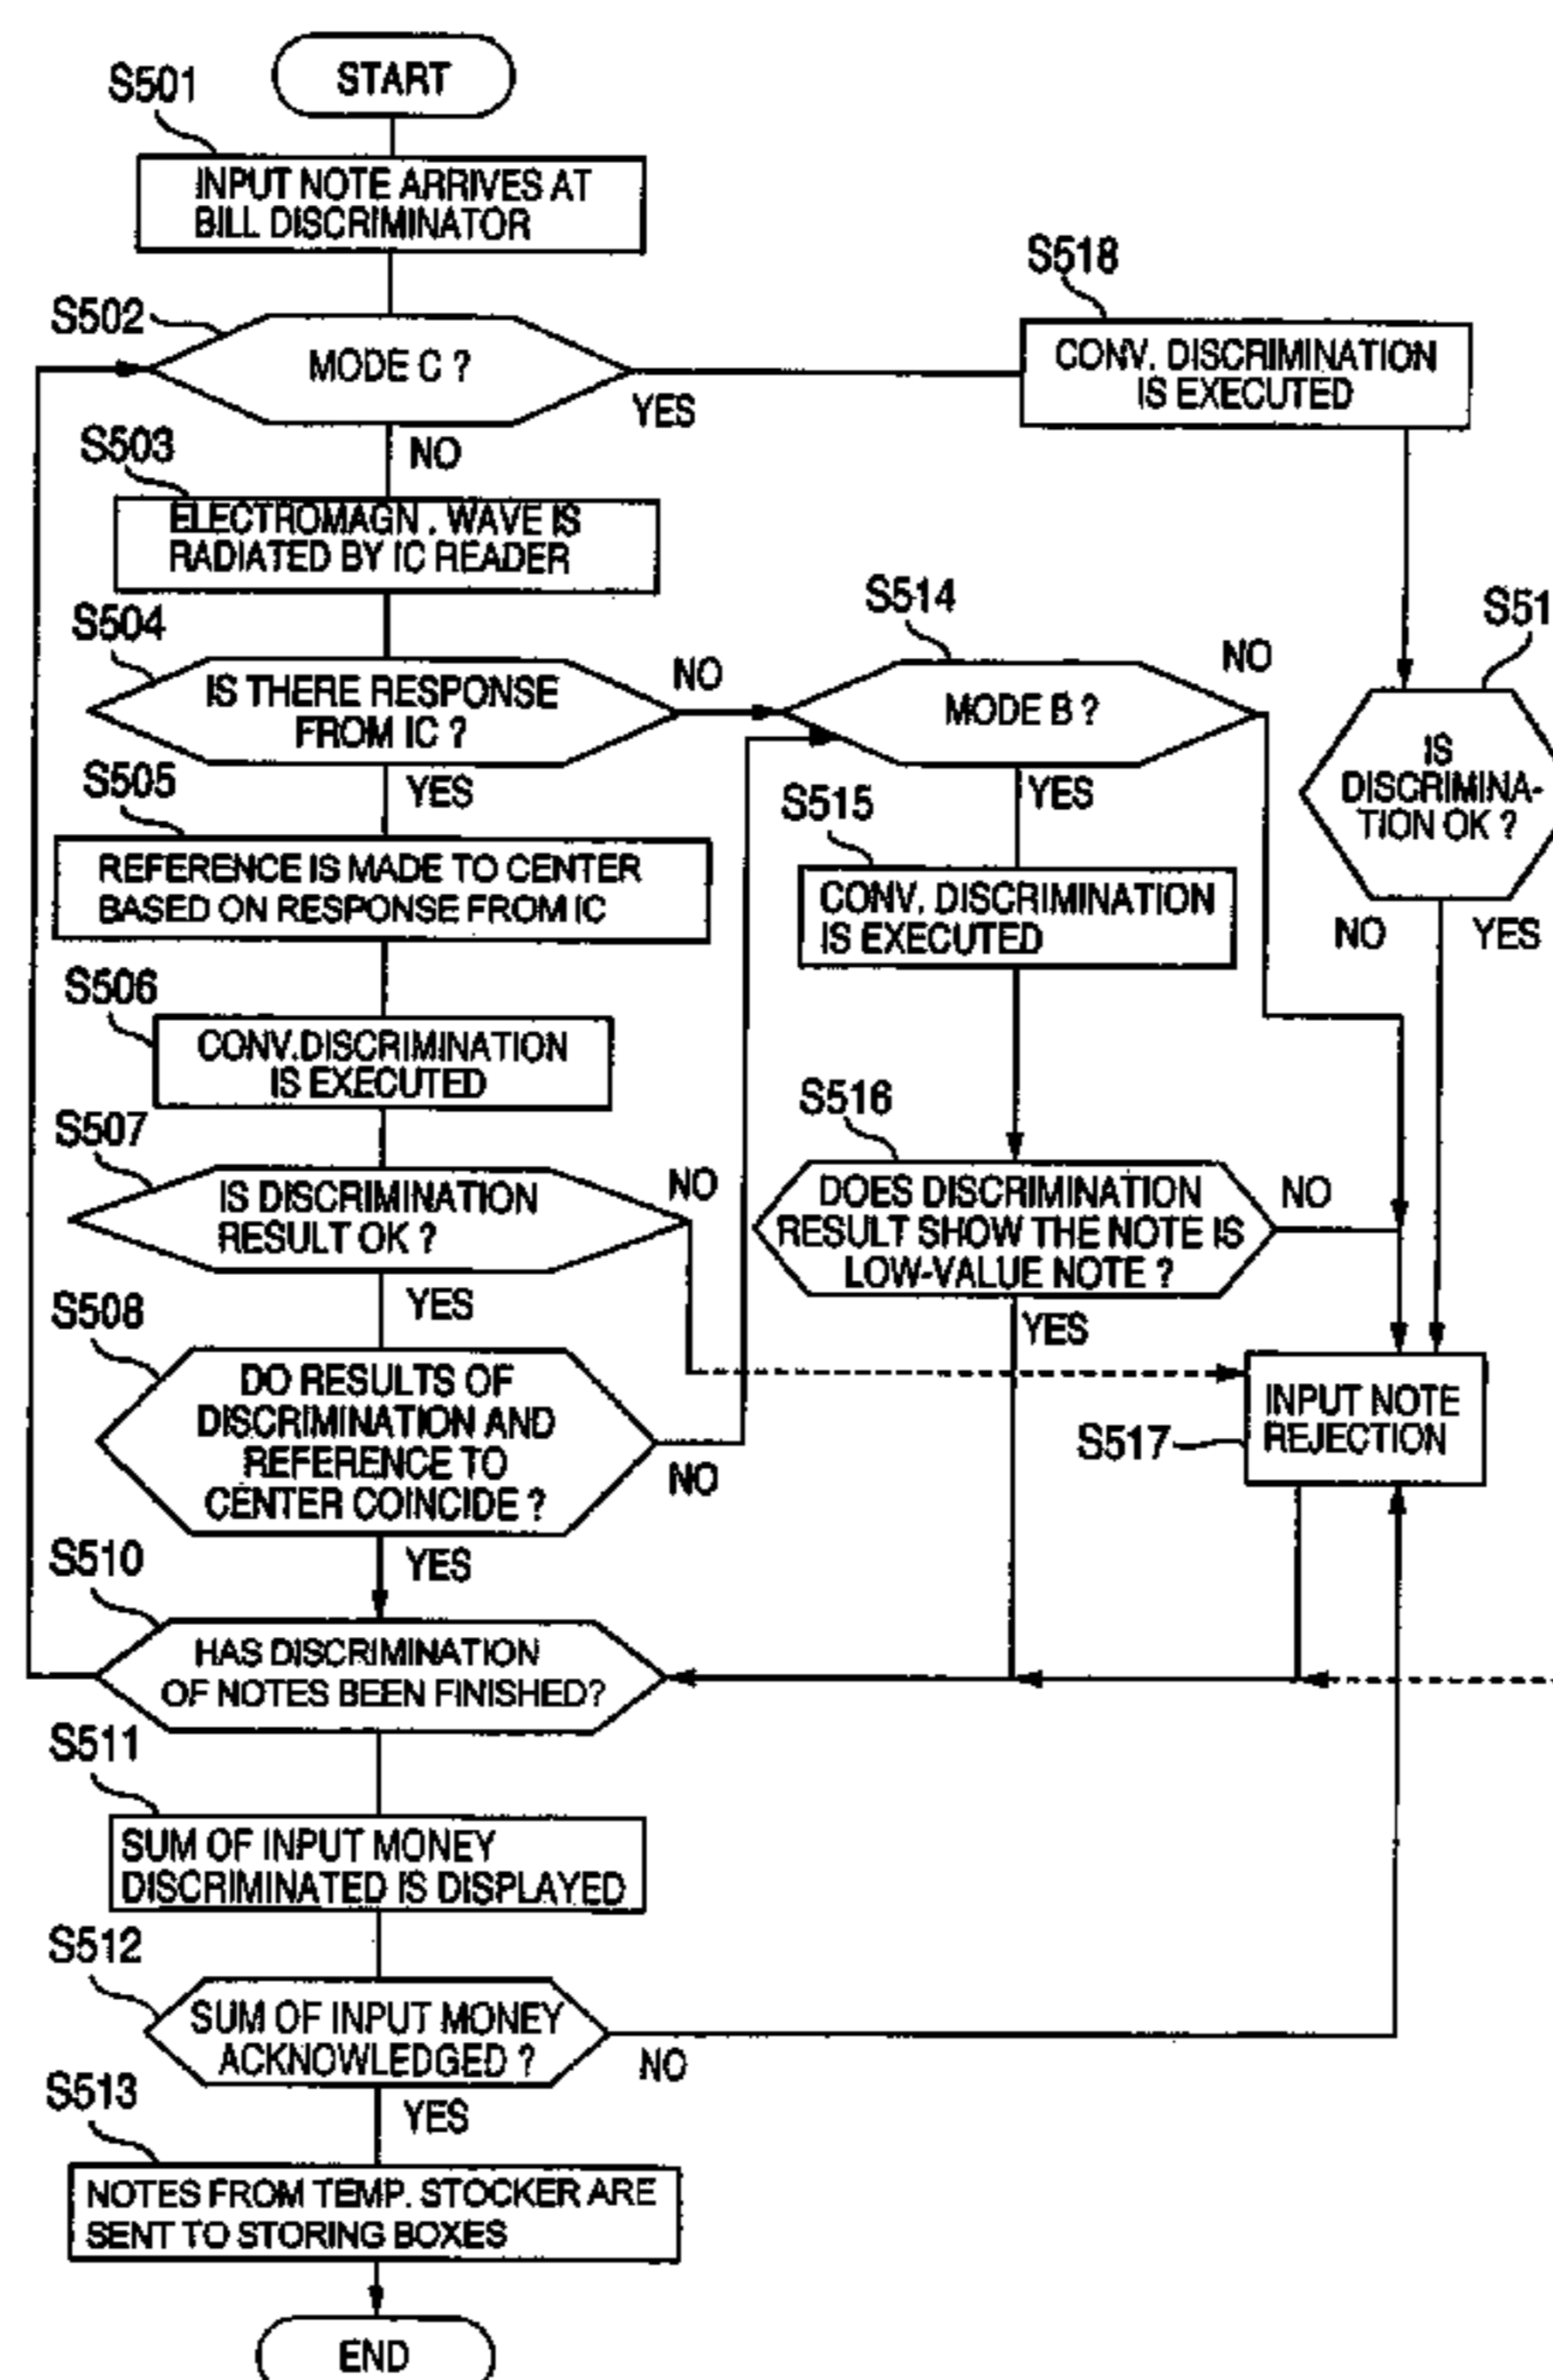 START
S501
INPUT NOTE ARRIVES AT
BILL DISCRIMINATOR
S502
MODE C ?
YES
NO
S518
CONV. DISCRIMINATION
IS EXECUTED
S503
ELECTROMAGN . WAVE IS
RADIATED BY IC READER
S504
IS THERE RESPONSE
FROM IC ?
NO
YES
S514
MODE B ?
NO
YES
S51
IS
DISCRIMINA-
TION OK ?
NO
YES
S505
REFERENCE IS MADE TO CENTER
BASED ON RESPONSE FROM IC
S515
CONV. DISCRIMINATION
IS EXECUTED
S506
CONV.DISCRIMINATION
IS EXECUTED
S507
IS DISCRIMINATION
RESULT OK ?
NO
YES
S516
DOES DISCRIMINATION
RESULT SHOW THE NOTE IS
LOW-VALUE NOTE ?
NO
YES
S508
DO RESULTS OF
DISCRIMINATION AND
REFERENCE TO
CENTER COINCIDE ?
NO
YES
INPUT NOTE
REJECTION
S517
S510
HAS DISCRIMINATION
OF NOTES BEEN FINISHED?
S511
SUM OF INPUT MONEY
DISCRIMINATED IS DISPLAYED
S512
SUM OF INPUT MONEY
ACKNOWLEDGED ?
NO
YES
S513
NOTES FROM TEMP. STOCKER ARE
SENT TO STORING BOXES
END